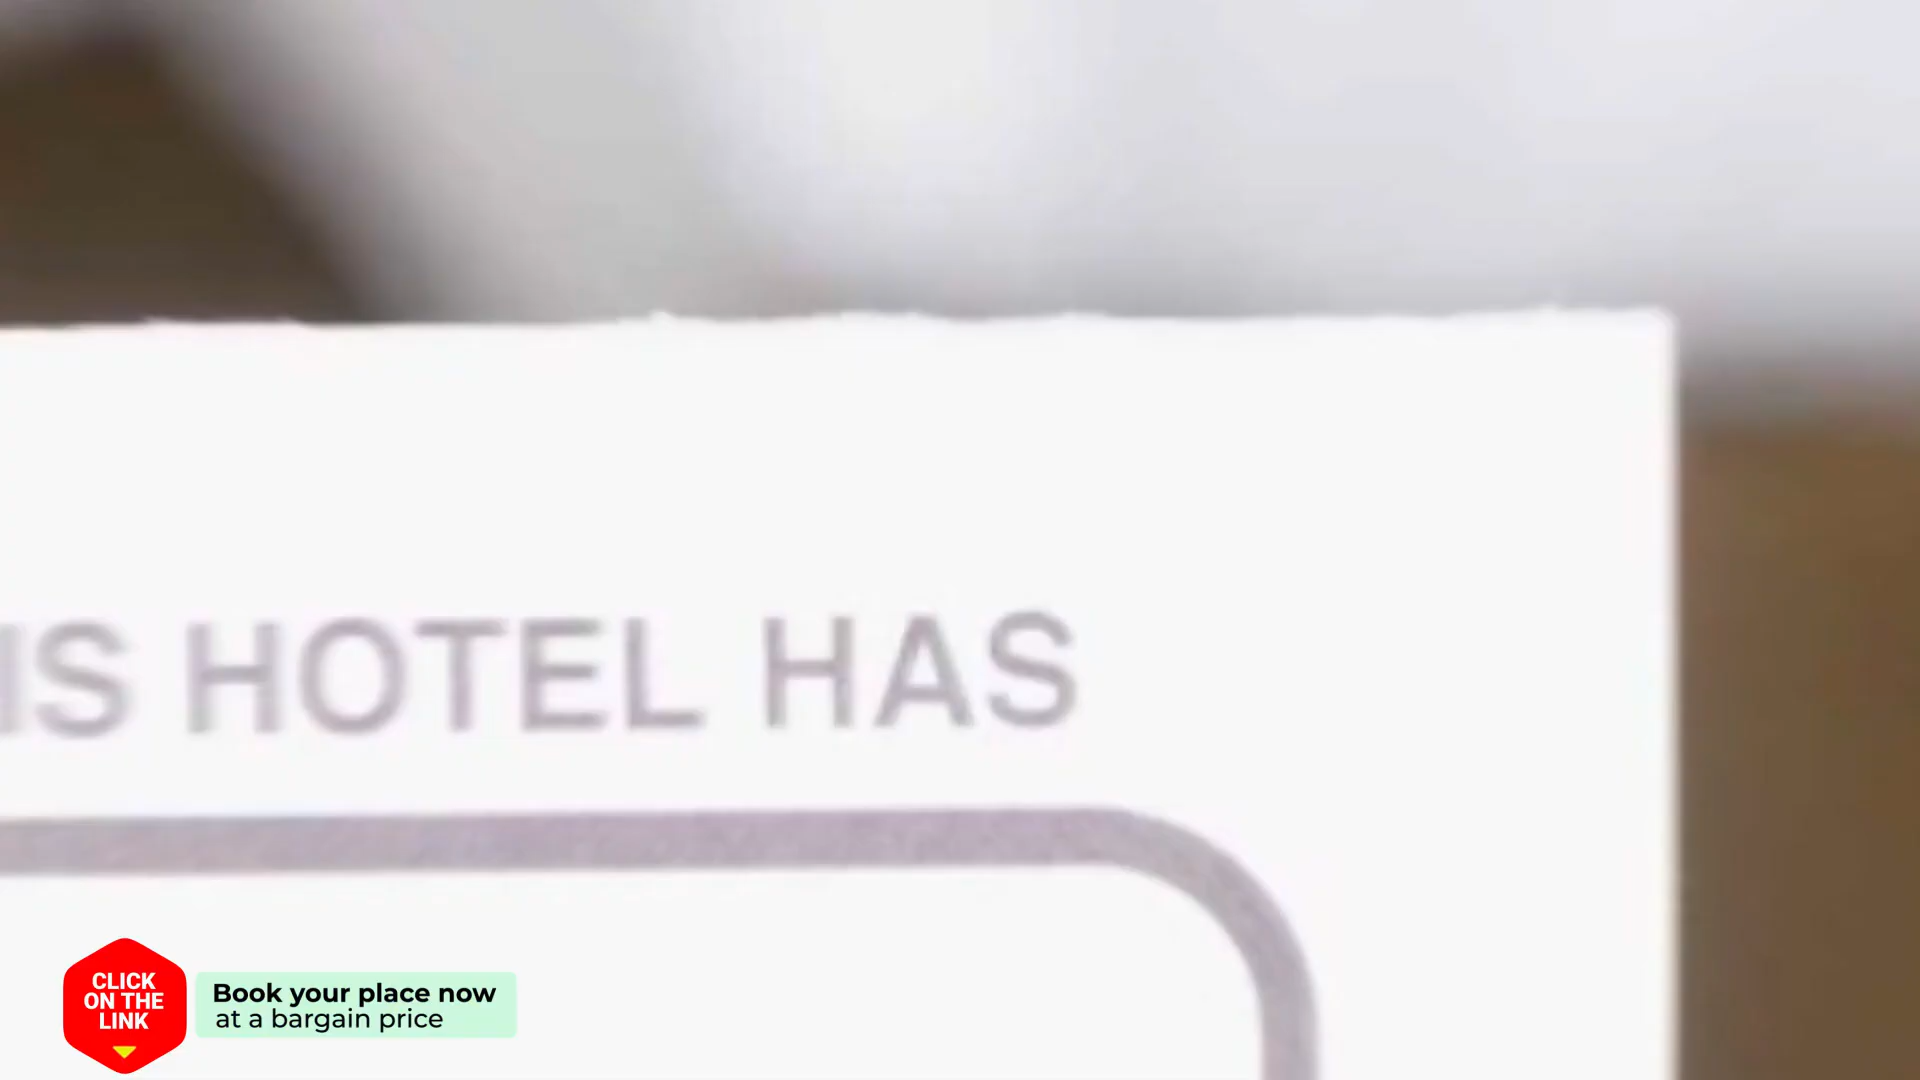 IS HOTEL HAS
CLICK
ON THE
LINK
Book your place now
at a bargain price